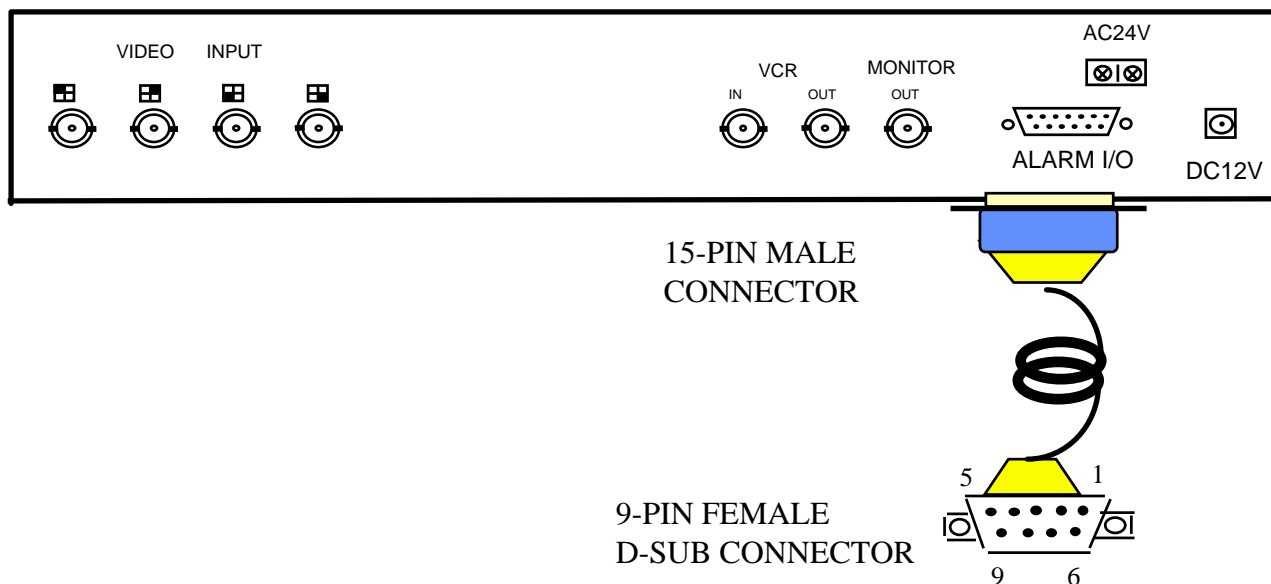 AC24V
VIDEO INPUT
VCR MONITOR
IN OUT OUT
ALARM I/O
DC12V
15-PIN MALE
CONNECTOR
5 1
9-PIN FEMALE
D-SUB CONNECTOR
9 6